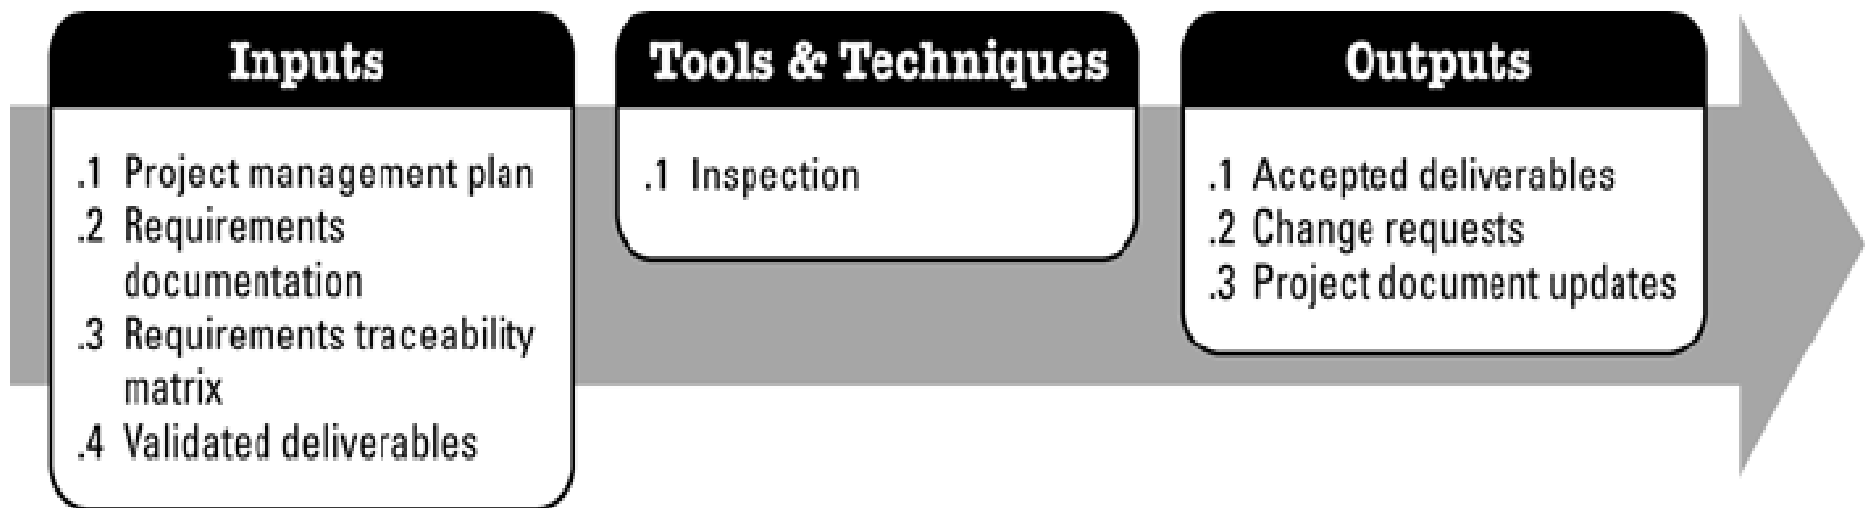 Inputs
.1 Project management plan
.2 Requirements
documentation
.3 Requirements traceability
matrix
.4 Validated deliverables
Tools & Techniques
.1 Inspection
Outputs
.1 Accepted deliverables
.2 Change requests
.3 Project document updates